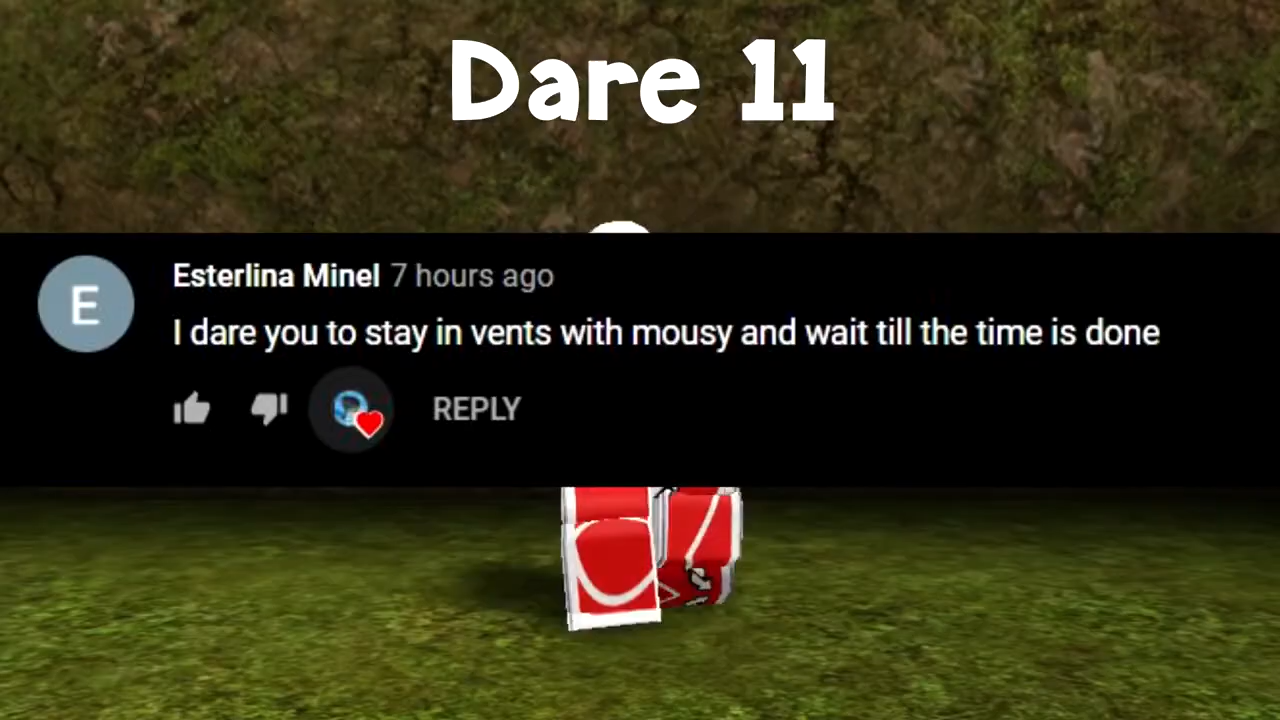 Dare 11
E
Esterlina Minel 7 hours ago
I dare you to stay in vents with mousy and wait till the time is done
REPLY